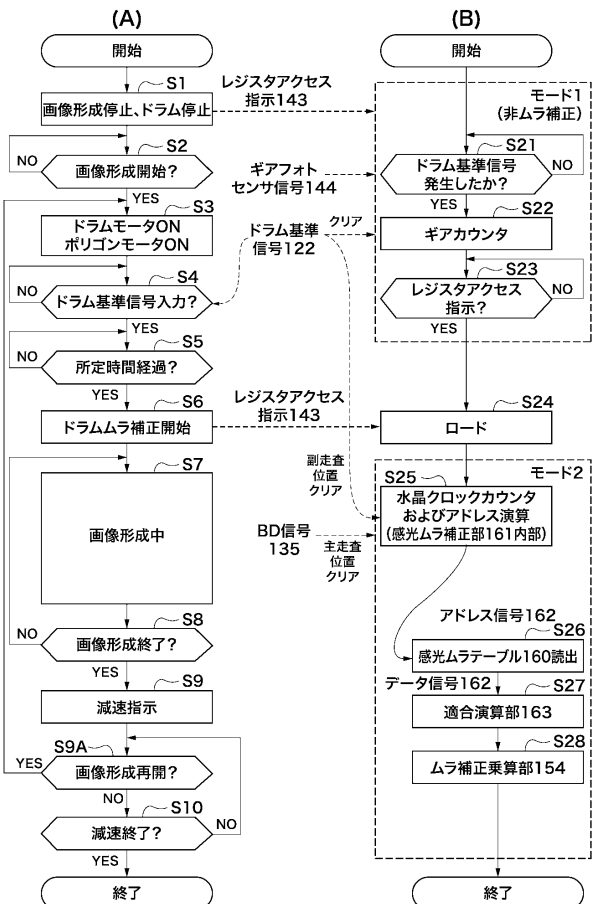 (A)
開始
S1
画像形成停止、ドラム停止
S2
画像形成開始?
NO
YES
S3
ドラムモータON
ポリゴンモータON
S4
ドラム基準信号入力?
NO
YES
S5
所定時間経過?
NO
YES
S6
ドラムムラ補正開始
S7
画像形成中
S8
画像形成終了?
NO
YES
S9
減速指示
S9A
画像形成再開?
YES
NO
S10
減速終了?
NO
YES
終了
レジスタアクセス
指示143
ギアフォト
センサ信号144
ドラム基準
信号122
クリア
レジスタアクセス
指示143
副走査
位置
クリア
BD信号
135
主走査
位置
クリア
(B)
開始
モード1
(非ムラ補正)
S21
ドラム基準信号
発生したか?
NO
YES
S22
ギアカウンタ
S23
レジスタアクセス
指示?
NO
YES
S24
ロード
モード2
S25
水晶クロックカウンタ
およびアドレス演算
(感光ムラ補正部161内部)
アドレス信号162
S26
感光ムラテーブル160読出
データ信号162
S27
適合演算部163
S28
ムラ補正乗算部154
終了